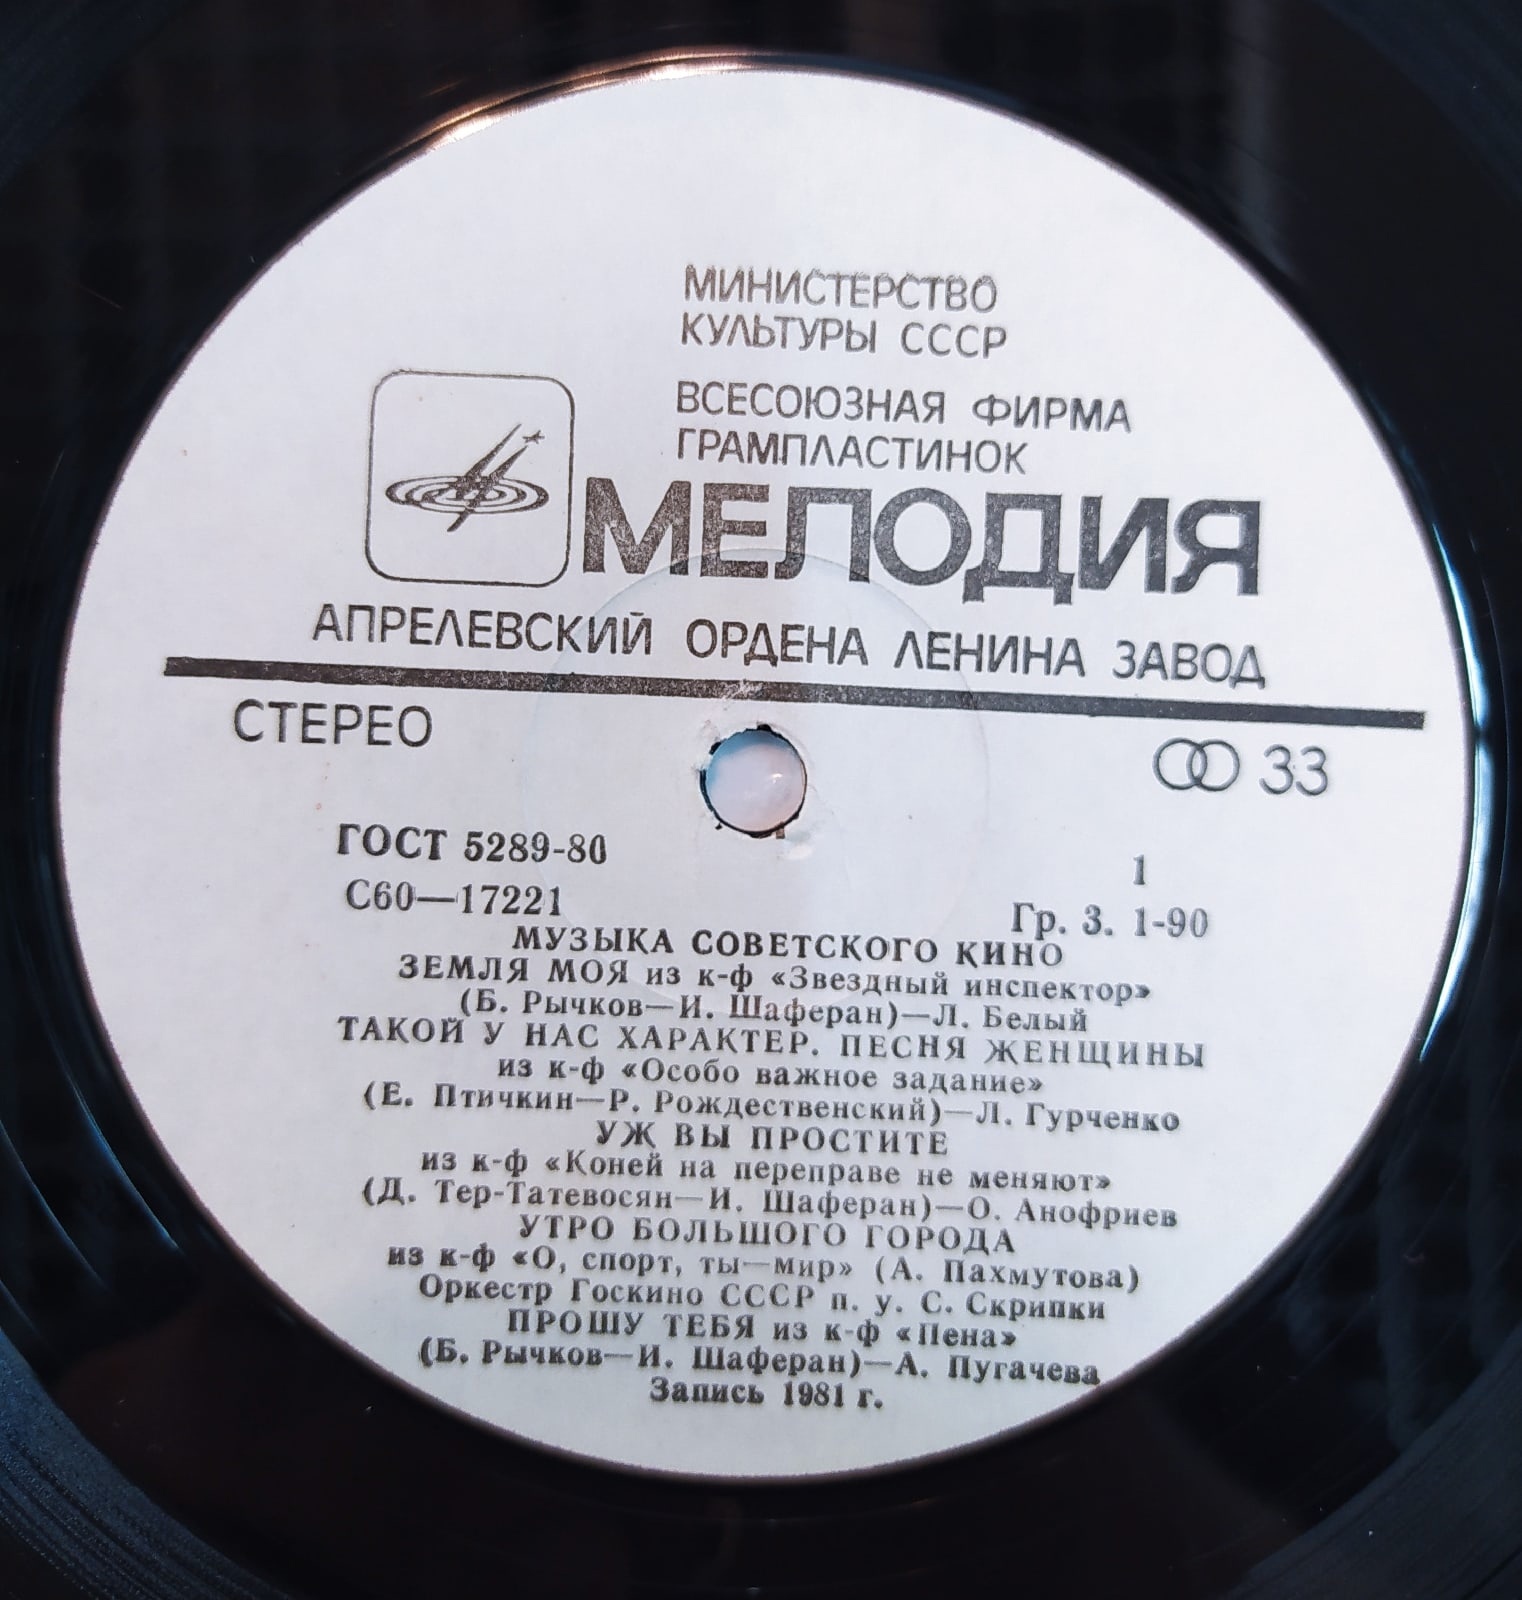 МИНИСТЕРСТВО
КУЛЬТУРЫ СССР
ВСЕСОЮЗНАЯ ФИРМА
ГРАМПЛАСТИНОК
МЕЛОДИЯ
АПРЕЛЕВСКИЙ ОРДЕНА ЛЕНИНА ЗАВОД
СТЕРЕО
33
ГОСТ 5289-80
1
С60—17221
Гр. 3. 1-90
МУЗЫКА СОВЕТСКОГО КИНО
ЗЕМЛЯ МОЯ из к-ф «Звездный инспектор»
(Б. Рычков—И. Шаферан)—Л. Белый
ТАКОЙ У НАС ХАРАКТЕР. ПЕСНЯ ЖЕНЩИНЫ
из к-ф «Особо важное задание»
(Е. Птичкин—Р. Рождественский)—Л. Гурченко
УЖ ВЫ ПРОСТИТЕ
из к-ф «Коней на переправе не меняют»
(Д. Тер-Татевосян—И. Шаферан)—О. Анофриев
УТРО БОЛЬШОГО ГОРОДА
из к-ф «О, спорт, ты—мир» (А. Пахмутова)
Оркестр Госкино СССР п. у. С. Скрипки
ПРОШУ ТЕБЯ из к-ф «Пена»
(Б. Рычков—И. Шаферан)—А. Пугачева
Запись 1981 г.